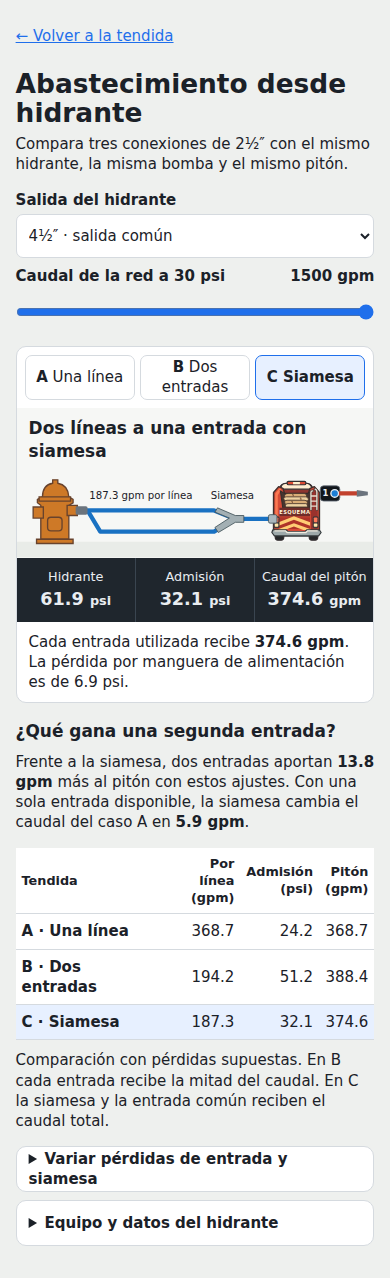 ← Volver a la tendida
Abastecimiento desde
hidrante
Compara tres conexiones de 2½″ con el mismo
hidrante, la misma bomba y el mismo pitón.
Salida del hidrante
4½″ · salida común
Caudal de la red a 30 psi 1500 gpm
A Una línea
B Dos
entradas
C Siamesa
Dos líneas a una entrada con
siamesa
187.3 gpm por línea Siamesa
1
ESQUEMA
Hidrante Admisión Caudal del pitón
61.9 psi 32.1 psi 374.6 gpm
Cada entrada utilizada recibe 374.6 gpm.
La pérdida por manguera de alimentación
es de 6.9 psi.
¿Qué gana una segunda entrada?
Frente a la siamesa, dos entradas aportan 13.8
gpm más al pitón con estos ajustes. Con una
sola entrada disponible, la siamesa cambia el
caudal del caso A en 5.9 gpm.
Tendida Por línea (gpm) Admisión (psi) Pitón (gpm)
A · Una línea 368.7 24.2 368.7
B · Dos entradas 194.2 51.2 388.4
C · Siamesa 187.3 32.1 374.6
Comparación con pérdidas supuestas. En B
cada entrada recibe la mitad del caudal. En C
la siamesa y la entrada común reciben el
caudal total.
▶ Variar pérdidas de entrada y
siamesa
▶ Equipo y datos del hidrante